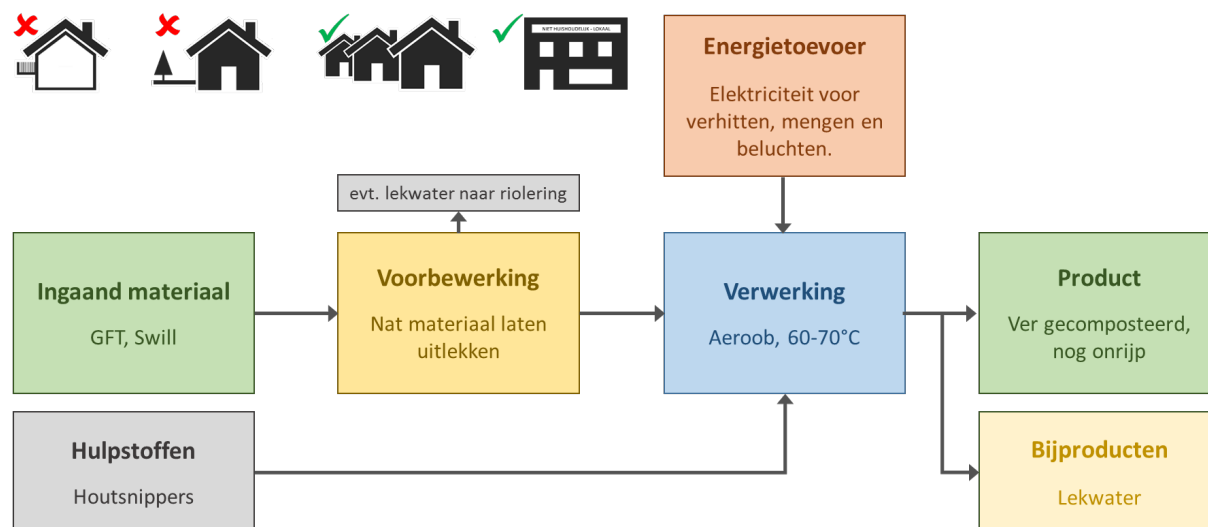 NIET HUISHOUDELIJK - LOKAAL
Energietoevoer
Elektriciteit voor
verhitten, mengen en
beluchten.
evt. lekwater naar riolering
Ingaand materiaal
GFT, Swill
Voorbewerking
Nat materiaal laten
uitlekken
Verwerking
Aeroob, 60-70°C
Product
Ver gecomposteerd,
nog onrijp
Hulpstoffen
Houtsnippers
Bijproducten
Lekwater